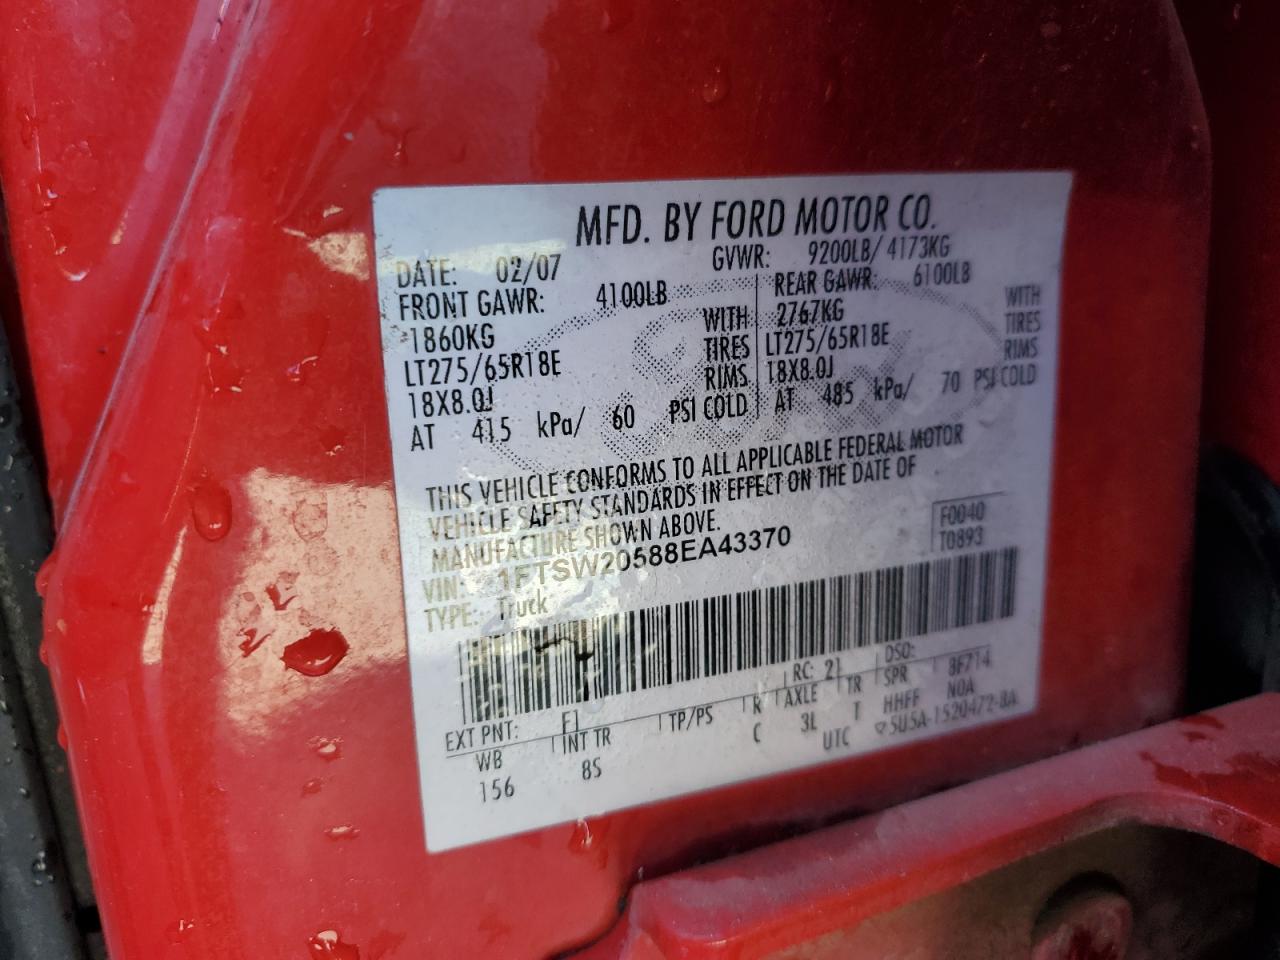 MFD. BY FORD MOTOR CO.
DATE: 02/07 GVWR: 9200LB/ 4173KG
FRONT GAWR: 4100LB REAR GAWR: 6100LB
1860KG WITH 2767KG WITH
LT275/65R18E TIRES LT275/65R18E TIRES
18X8.0J RIMS 18X8.0J RIMS
AT 415 kPa/ 60 PSI COLD AT 485 kPa/ 70 PSI COLD
THIS VEHICLE CONFORMS TO ALL APPLICABLE FEDERAL MOTOR
VEHICLE SAFETY STANDARDS IN EFFECT ON THE DATE OF
MANUFACTURE SHOWN ABOVE.
VIN: 1FTSW20588EA43370 F0040
TYPE: Truck T0893
EXT PNT: F1 RC: 21 DSO:
WB INT TR TP/PS R AXLE TR SPR 8F714
156 8S C 3L T HHFF NOA
UTC 5U5A-1520472-BA